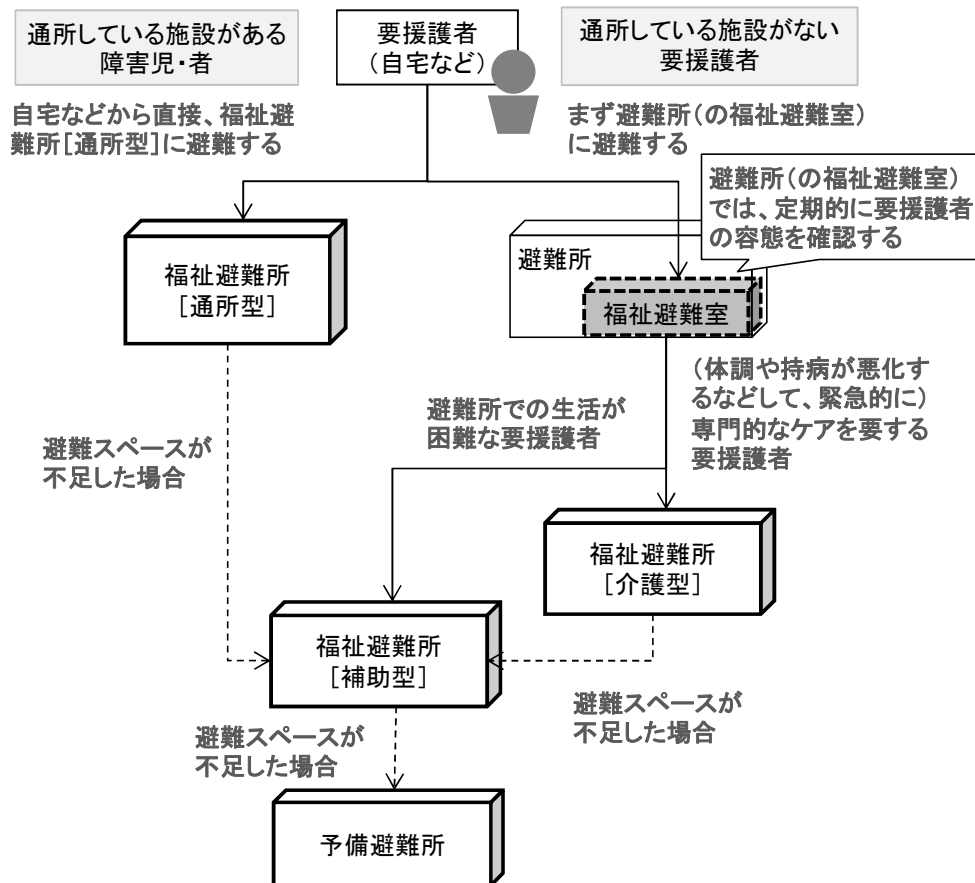 通所している施設がある
障害児・者
要援護者
（自宅など）
通所している施設がない
要援護者
自宅などから直接、福祉避
難所［通所型］に避難する
まず避難所（の福祉避難室）
に避難する
避難所（の福祉避難室）
では、定期的に要援護者
の容態を確認する
福祉避難所
［通所型］
避難所
福祉避難室
避難スペースが
不足した場合
避難所での生活が
困難な要援護者
（体調や持病が悪化す
るなどして、緊急的に）
専門的なケアを要する
要援護者
福祉避難所
［介護型］
福祉避難所
［補助型］
避難スペースが
不足した場合
避難スペースが
不足した場合
予備避難所